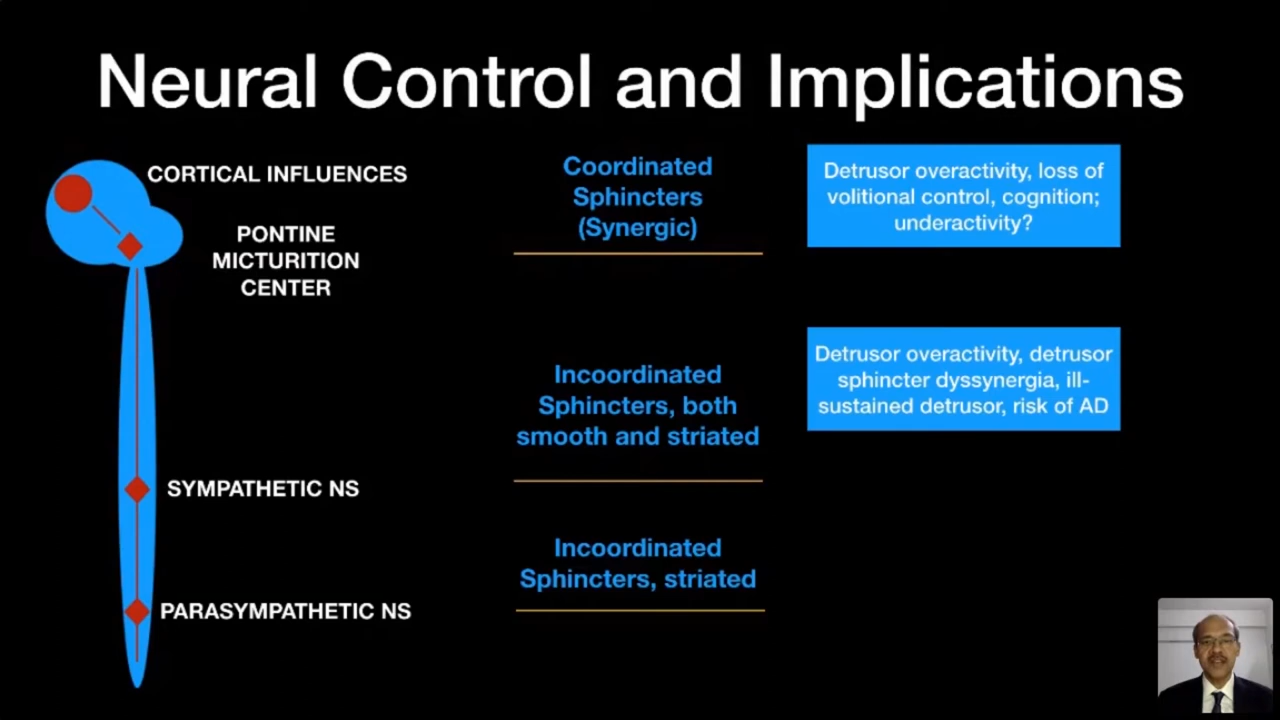 Neural Control and Implications
CORTICAL INFLUENCES
PONTINE
MICTURITION
CENTER
SYMPATHETIC NS
PARASYMPATHETIC NS
Coordinated
Sphincters
(Synergic)
Incoordinated
Sphincters, both
smooth and striated
Incoordinated
Sphincters, striated
Detrusor overactivity, loss of
volitional control, cognition;
underactivity?
Detrusor overactivity, detrusor
sphincter dyssynergia, ill-
sustained detrusor, risk of AD